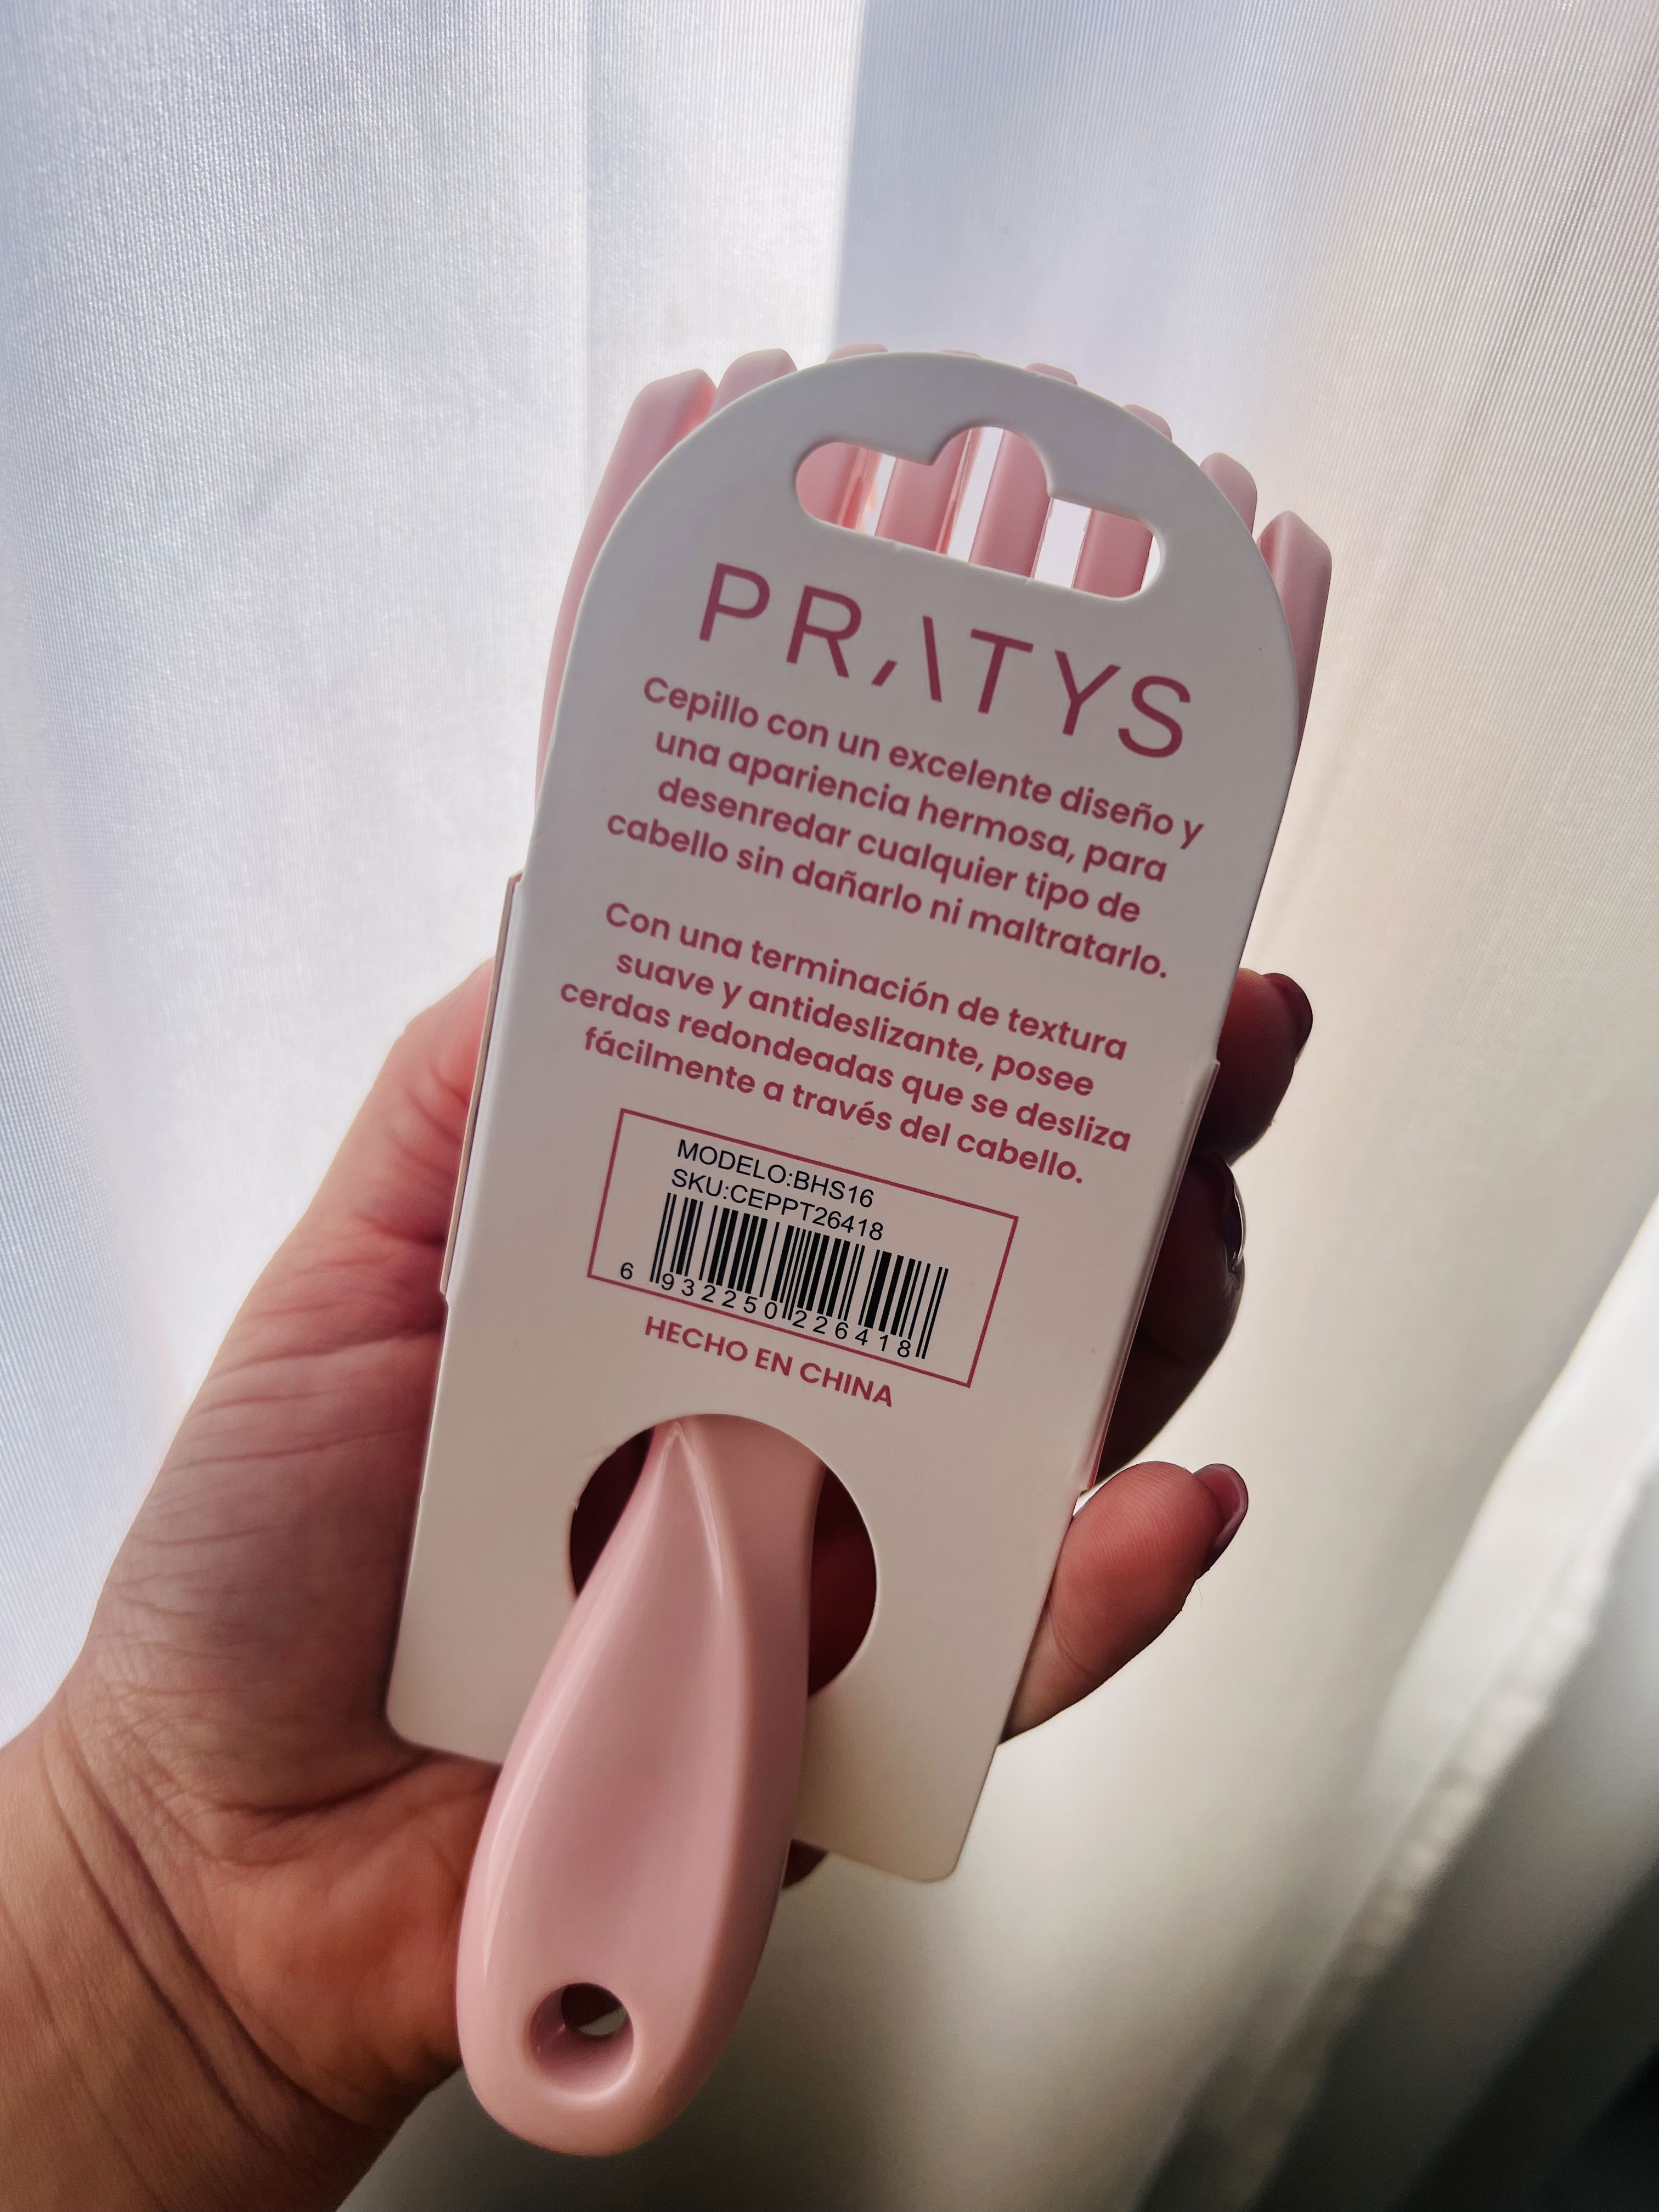 PRATYS
Cepillo con un excelente diseño y
una apariencia hermosa, para
desenredar cualquier tipo de
cabello sin dañarlo ni maltratarlo.
Con una terminación de textura
suave y antideslizante, posee
cerdas redondeadas que se desliza
fácilmente a través del cabello.
MODELO:BHS16
SKU:CEPPT26418
6 932250 226418
HECHO EN CHINA